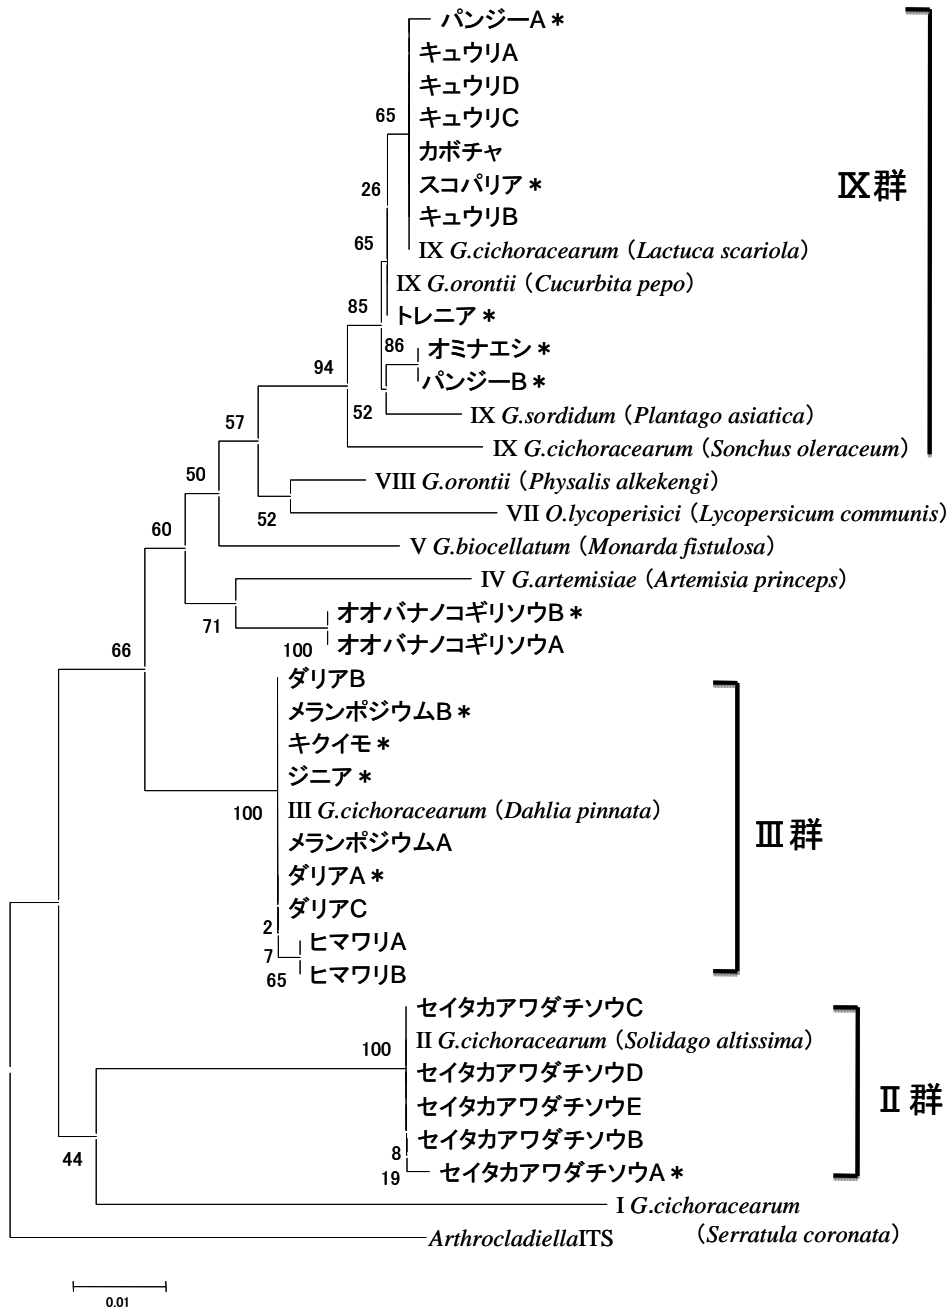 パンジーA *
キュウリA
キュウリD
キュウリC
65
カボチャ
スコパリア *
IX群
26
キュウリB
65
IX G.cichoracearum (Lactuca scariola)
IX G.orontii (Cucurbita pepo)
85
トレニア *
86
オミナエシ *
94
パンジーB *
52
IX G.sordidum (Plantago asiatica)
57
IX G.cichoracearum (Sonchus oleraceum)
50
VIII G.orontii (Physalis alkekengi)
52
VII O.lycoperisici (Lycopersicum communis)
60
V G.biocellatum (Monarda fistulosa)
IV G.artemisiae (Artemisia princeps)
71
オオバナノコギリソウB *
100
オオバナノコギリソウA
66
ダリアB
メランポジウムB *
キクイモ *
ジニア *
100
III G.cichoracearum (Dahlia pinnata)
III群
メランポジウムA
ダリアA *
ダリアC
2
ヒマワリA
7
65
ヒマワリB
セイタカアワダチソウC
100
II G.cichoracearum (Solidago altissima)
セイタカアワダチソウD
II群
セイタカアワダチソウE
セイタカアワダチソウB
8
44
19
セイタカアワダチソウA *
I G.cichoracearum
(Serratula coronata)
ArthrocladiellaITS
0.01